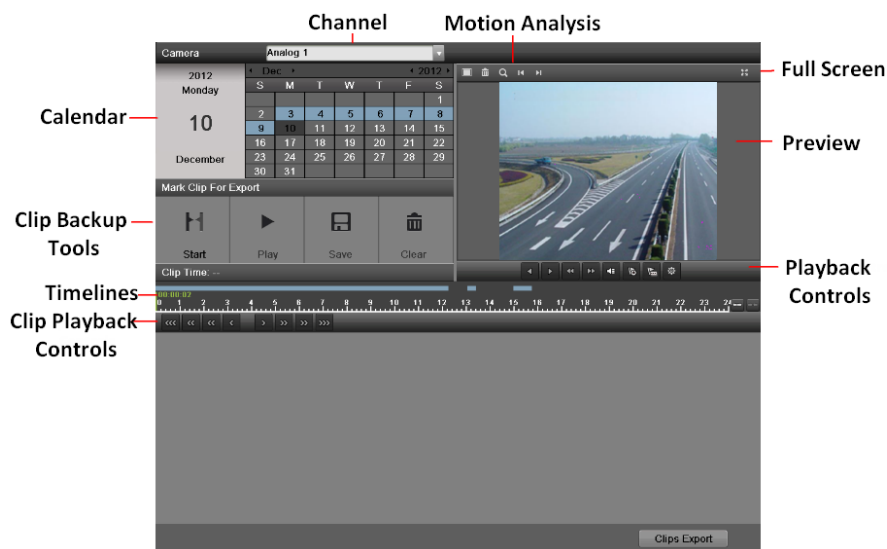 Channel
Motion Analysis
Camera
Analog 1
Full Screen
2012
Monday
10
December
Dec
2012
S M T W T F S
1
2 3 4 5 6 7 8
9 10 11 12 13 14 15
16 17 18 19 20 21 22
23 24 25 26 27 28 29
30 31
Calendar
Preview
Mark Clip For Export
Clip Backup
Tools
Start
Play
Save
Clear
Clip Time: --
Playback
Controls
Timelines
00:00:02
0 1 2 3 4 5 6 7 8 9 10 11 12 13 14 15 16 17 18 19 20 21 22 23 24
Clip Playback
Controls
Clips Export